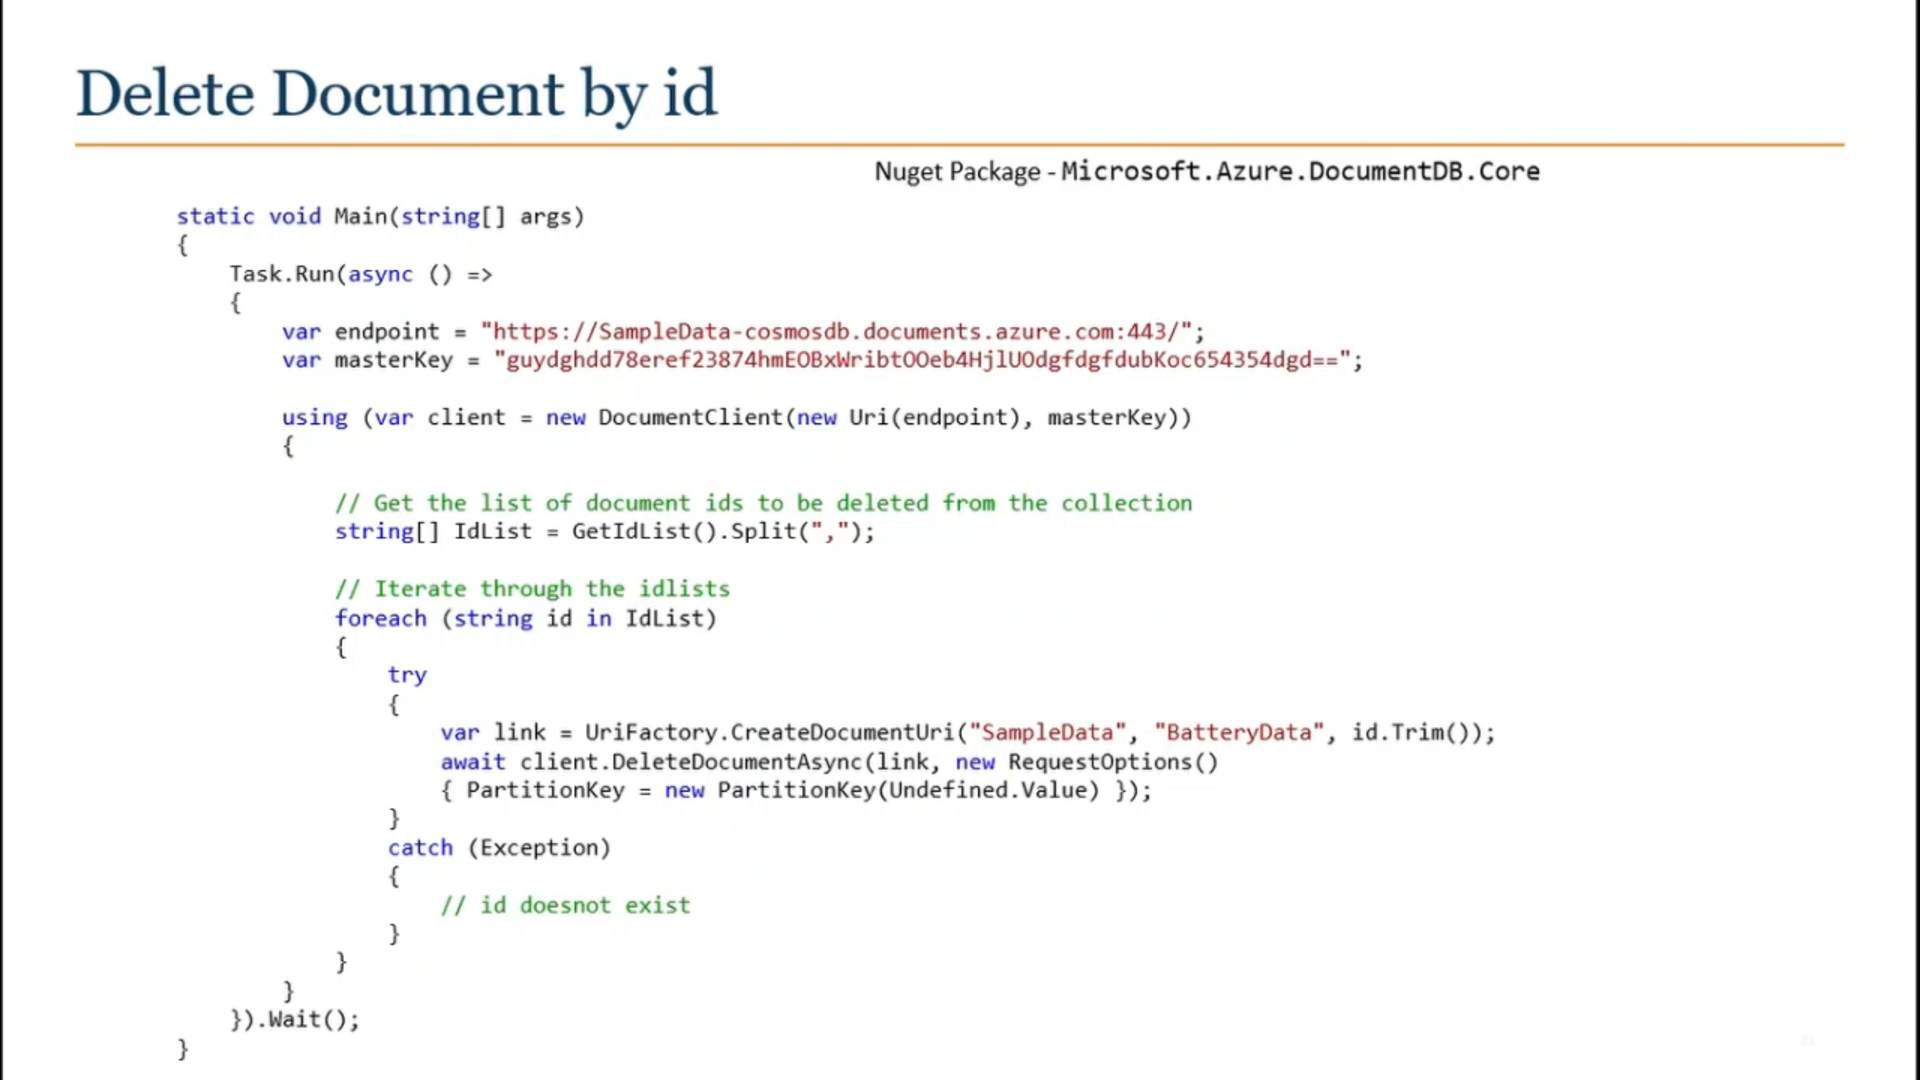 Delete Document by id
Nuget Package - Microsoft.Azure.DocumentDB.Core
static void Main(string[] args)
{
Task.Run(async () =>
{
var endpoint = "https://SampleData-cosmosdb.documents.azure.com:443/";
var masterKey = "guydghdd78eref23874hmEOBxWribtOOeb4HjlUOdgfdgfdubKoc654354dgd==";
using (var client = new DocumentClient(new Uri(endpoint), masterKey))
{
// Get the list of document ids to be deleted from the collection
string[] IdList = GetIdList().Split(",");
// Iterate through the idlists
foreach (string id in IdList)
{
try
{
var link = UriFactory.CreateDocumentUri("SampleData", "BatteryData", id.Trim());
await client.DeleteDocumentAsync(link, new RequestOptions()
{ PartitionKey = new PartitionKey(Undefined.Value) });
}
catch (Exception)
{
// id doesnot exist
}
}
}
}).Wait();
}